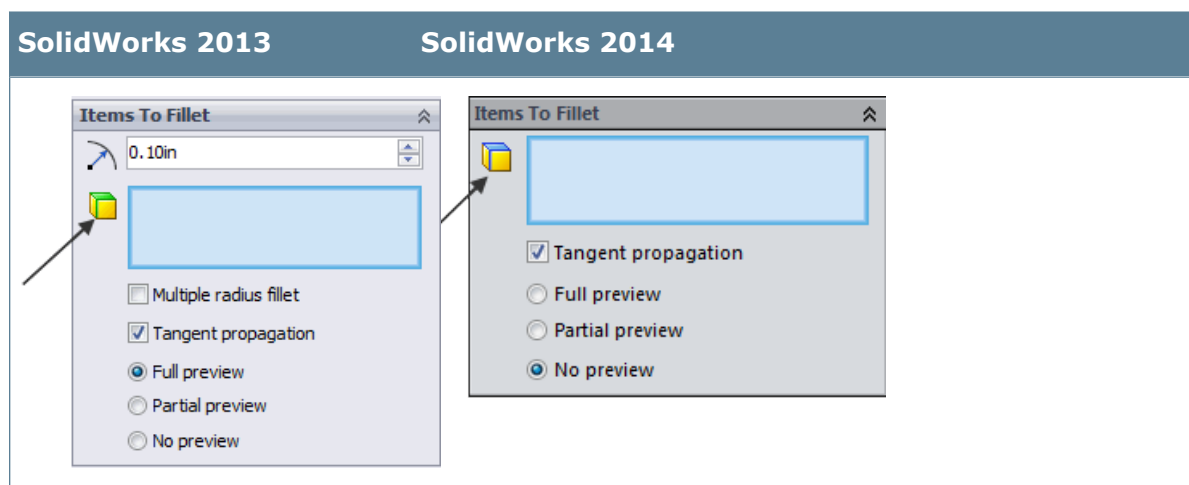 SolidWorks 2013 SolidWorks 2014
Items To Fillet
0.10in
Multiple radius fillet
Tangent propagation
Full preview
Partial preview
No preview
Items To Fillet
Tangent propagation
Full preview
Partial preview
No preview